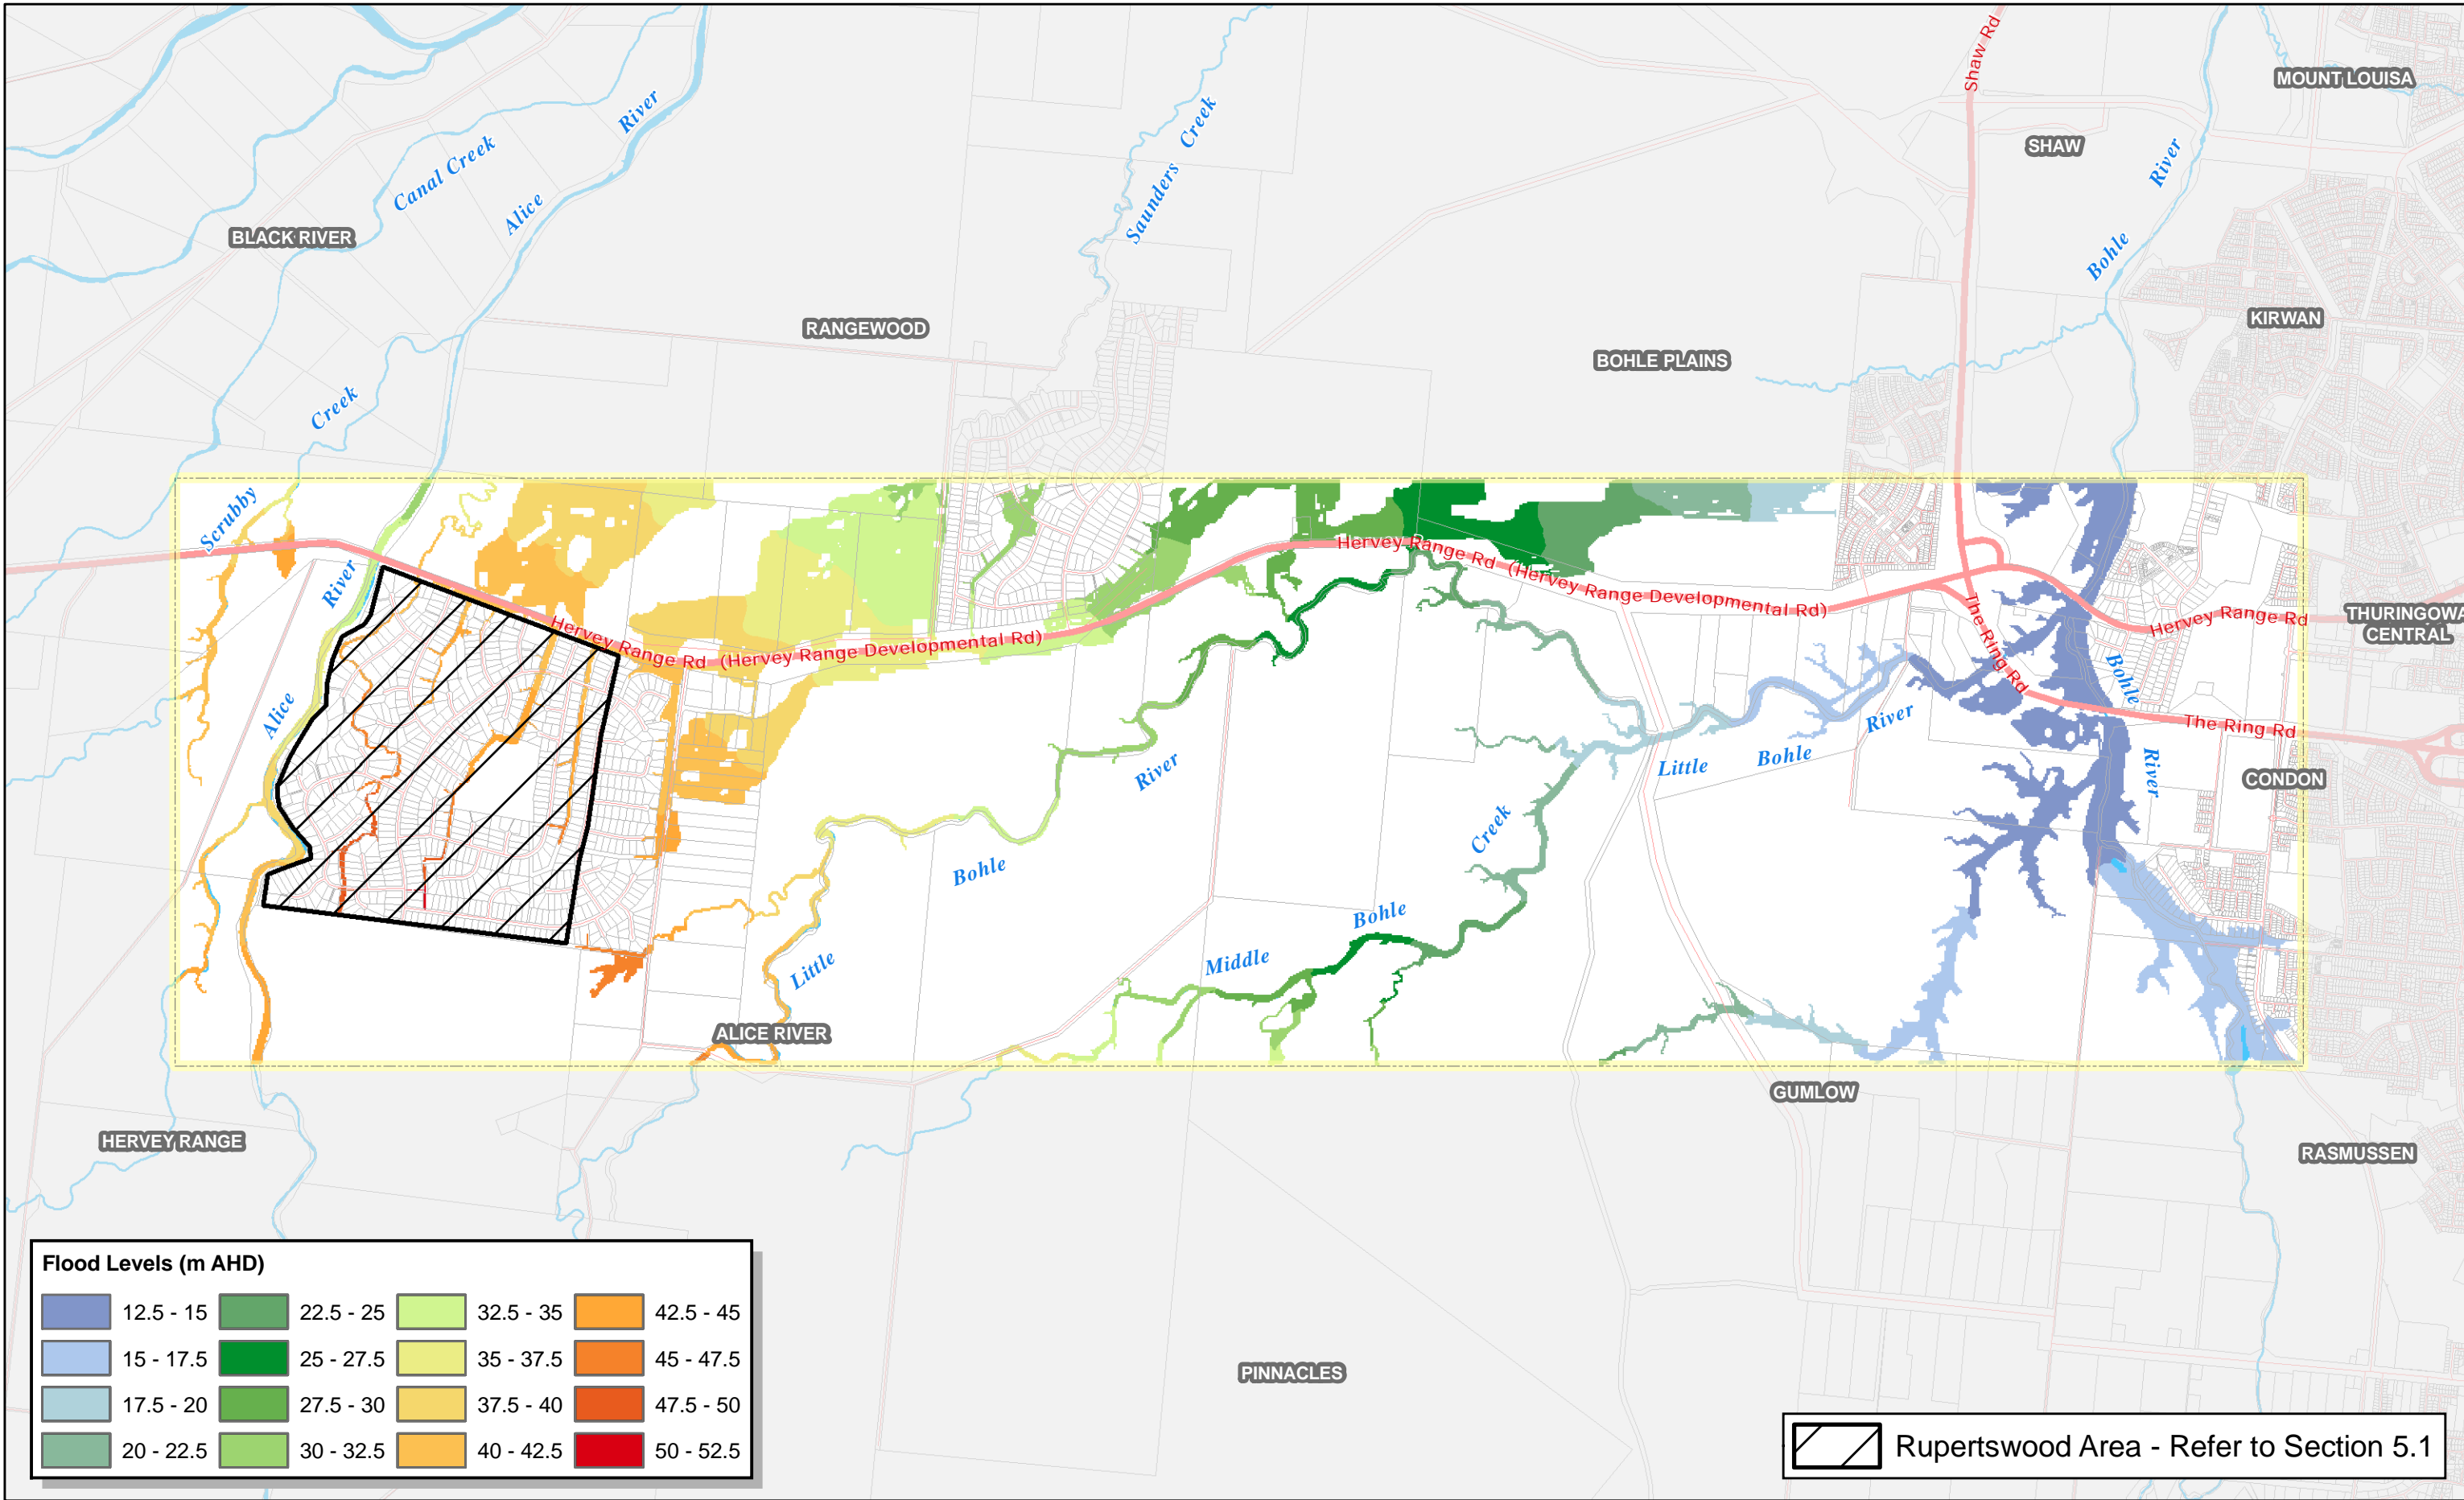 Shaw Rd
MOUNT LOUISA
SHAW
River
Bohle
Saunders Creek
River
Canal Creek
Alice
BLACK RIVER
RANGEWOOD
KIRWAN
BOHLE PLAINS
Creek
Scrubby
River
Alice
Hervey Range Rd (Hervey Range Developmental Rd)
Hervey Range Rd (Hervey Range Developmental Rd)
The Ring Rd
Hervey Range Rd
THURINGOWA
CENTRAL
Bohle
River
The Ring Rd
CONDON
River
Bohle
Little
River
Bohle
Little
Creek
Bohle
Middle
ALICE RIVER
GUMLOW
HERVEY RANGE
RASMUSSEN
PINNACLES
Flood Levels (m AHD)
12.5 - 15
15 - 17.5
17.5 - 20
20 - 22.5
22.5 - 25
25 - 27.5
27.5 - 30
30 - 32.5
32.5 - 35
35 - 37.5
37.5 - 40
40 - 42.5
42.5 - 45
45 - 47.5
47.5 - 50
50 - 52.5
Rupertswood Area - Refer to Section 5.1